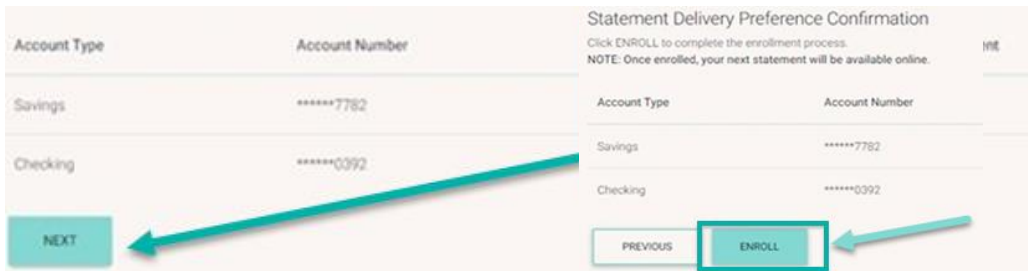 Account Type Account Number
Savings ******7782
Checking ******0392
NEXT
Statement Delivery Preference Confirmation
Click ENROLL to complete the enrollment process.
NOTE: Once enrolled, your next statement will be available online.
Account Type Account Number
Savings ******7782
Checking ******0392
PREVIOUS ENROLL